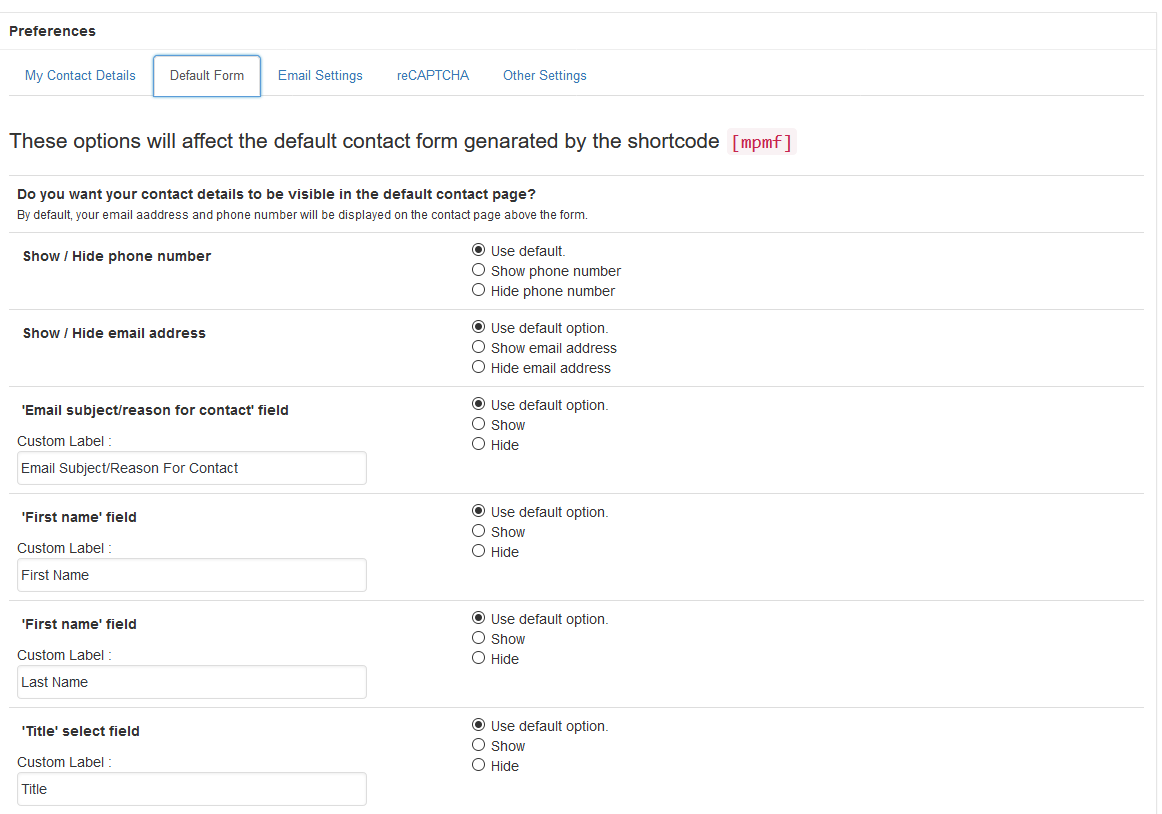 Preferences
My Contact Details Default Form Email Settings reCAPTCHA Other Settings
These options will affect the default contact form genarated by the shortcode [mpmf]
Do you want your contact details to be visible in the default contact page?
By default, your email aaddress and phone number will be displayed on the contact page above the form.
Show / Hide phone number
Use default.
Show phone number
Hide phone number
Show / Hide email address
Use default option.
Show email address
Hide email address
'Email subject/reason for contact' field
Custom Label :
Email Subject/Reason For Contact
Use default option.
Show
Hide
'First name' field
Custom Label :
First Name
Use default option.
Show
Hide
'First name' field
Custom Label :
Last Name
Use default option.
Show
Hide
'Title' select field
Custom Label :
Title
Use default option.
Show
Hide